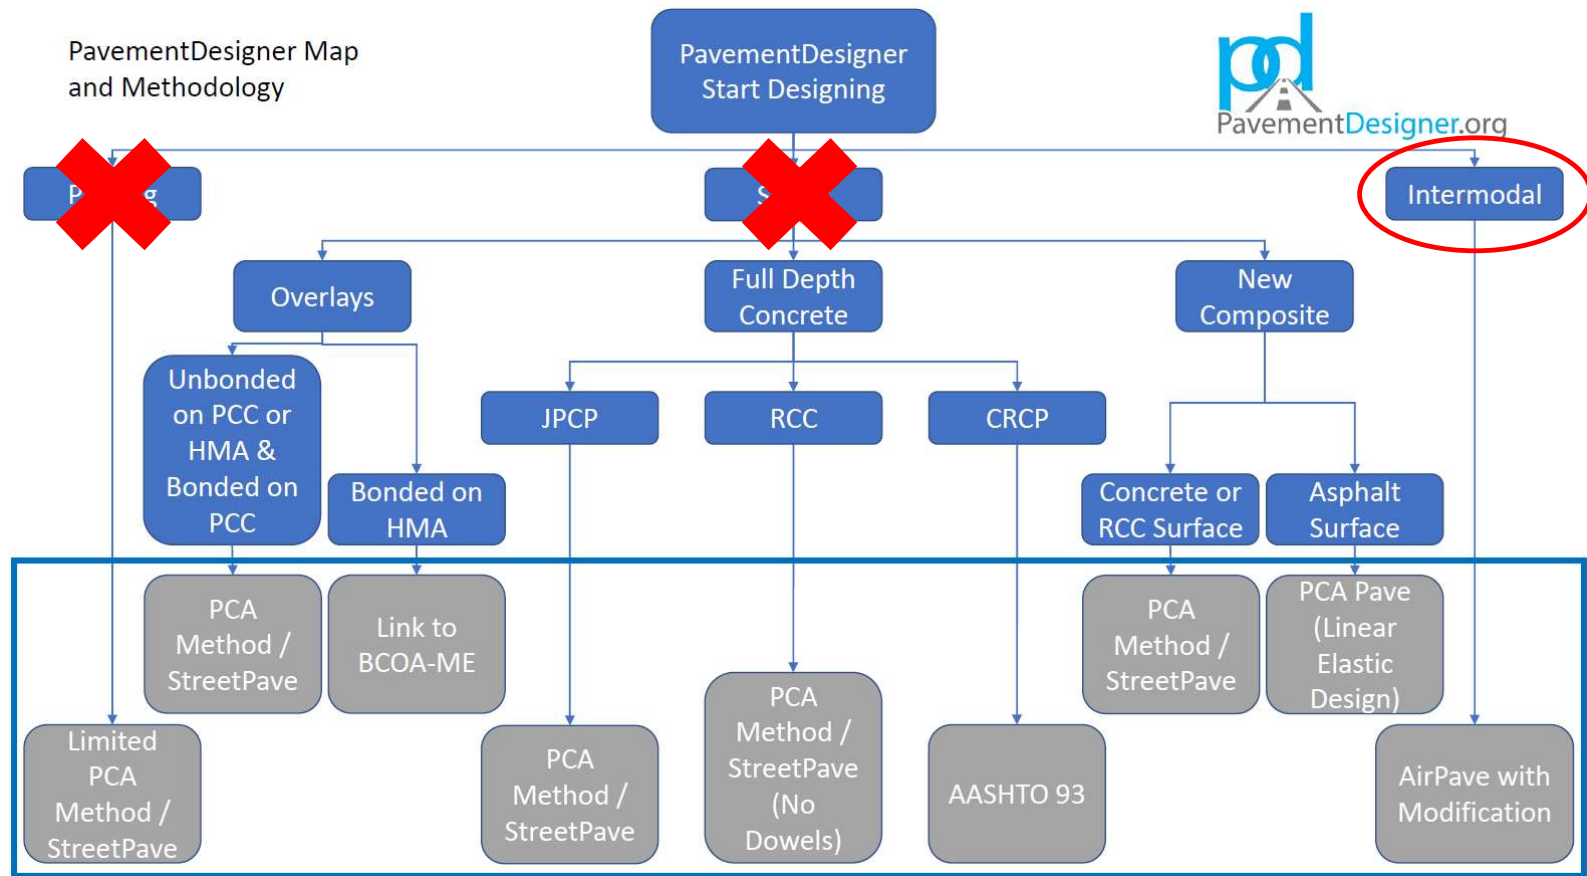 PavementDesigner Map
and Methodology
PavementDesigner
Start Designing
pd
PavementDesigner.org
Intermodal
Overlays
Full Depth
Concrete
New
Composite
Unbonded
on PCC or
HMA &
Bonded on
PCC
Bonded on
HMA
JPCP
RCC
CRCP
Concrete or
RCC Surface
Asphalt
Surface
Limited
PCA
Method /
StreetPave
PCA
Method /
StreetPave
Link to
BCOA-ME
PCA
Method /
StreetPave
PCA
Method /
StreetPave
(No
Dowels)
AASHTO 93
PCA
Method /
StreetPave
PCA Pave
(Linear
Elastic
Design)
AirPave with
Modification